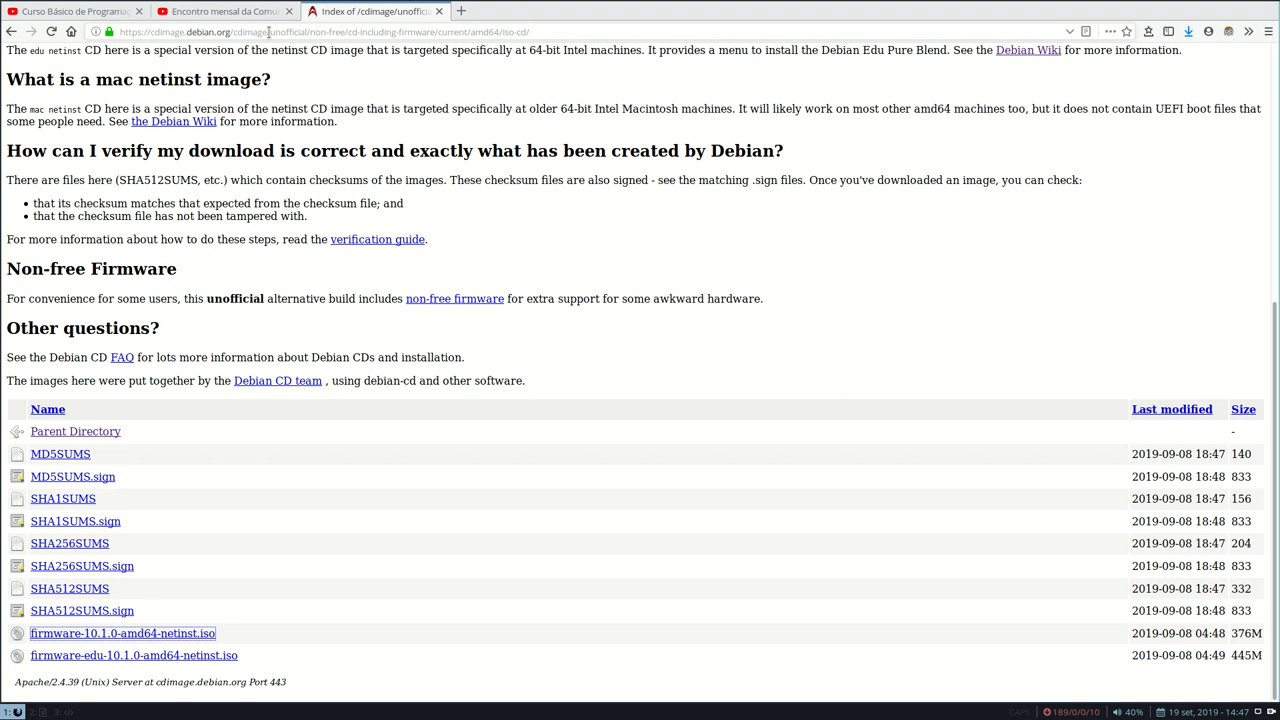 Curso Básico de Programaç
Encontro mensal da Comu
Index of /cdimage/unoffici
https://cdimage.debian.org/cdimage/unofficial/non-free/cd-including-firmware/current/amd64/iso-cd/
The edu netinst CD here is a special version of the netinst CD image that is targeted specifically at 64-bit Intel machines. It provides a menu to install the Debian Edu Pure Blend. See the Debian Wiki for more information.
What is a mac netinst image?
The mac netinst CD here is a special version of the netinst CD image that is targeted specifically at older 64-bit Intel Macintosh machines. It will likely work on most other amd64 machines too, but it does not contain UEFI boot files that
some people need. See the Debian Wiki for more information.
How can I verify my download is correct and exactly what has been created by Debian?
There are files here (SHA512SUMS, etc.) which contain checksums of the images. These checksum files are also signed - see the matching .sign files. Once you've downloaded an image, you can check:
• that its checksum matches that expected from the checksum file; and
• that the checksum file has not been tampered with.
For more information about how to do these steps, read the verification guide.
Non-free Firmware
For convenience for some users, this unofficial alternative build includes non-free firmware for extra support for some awkward hardware.
Other questions?
See the Debian CD FAQ for lots more information about Debian CDs and installation.
The images here were put together by the Debian CD team , using debian-cd and other software.
Name Last modified Size
Parent Directory -
MD5SUMS 2019-09-08 18:47 140
MD5SUMS.sign 2019-09-08 18:48 833
SHA1SUMS 2019-09-08 18:47 156
SHA1SUMS.sign 2019-09-08 18:48 833
SHA256SUMS 2019-09-08 18:47 204
SHA256SUMS.sign 2019-09-08 18:48 833
SHA512SUMS 2019-09-08 18:47 332
SHA512SUMS.sign 2019-09-08 18:48 833
firmware-10.1.0-amd64-netinst.iso 2019-09-08 04:48 376M
firmware-edu-10.1.0-amd64-netinst.iso 2019-09-08 04:49 445M
Apache/2.4.39 (Unix) Server at cdimage.debian.org Port 443
1: 2: 3: CAPS 189/0/0/10 40% 19 set, 2019 - 14:47